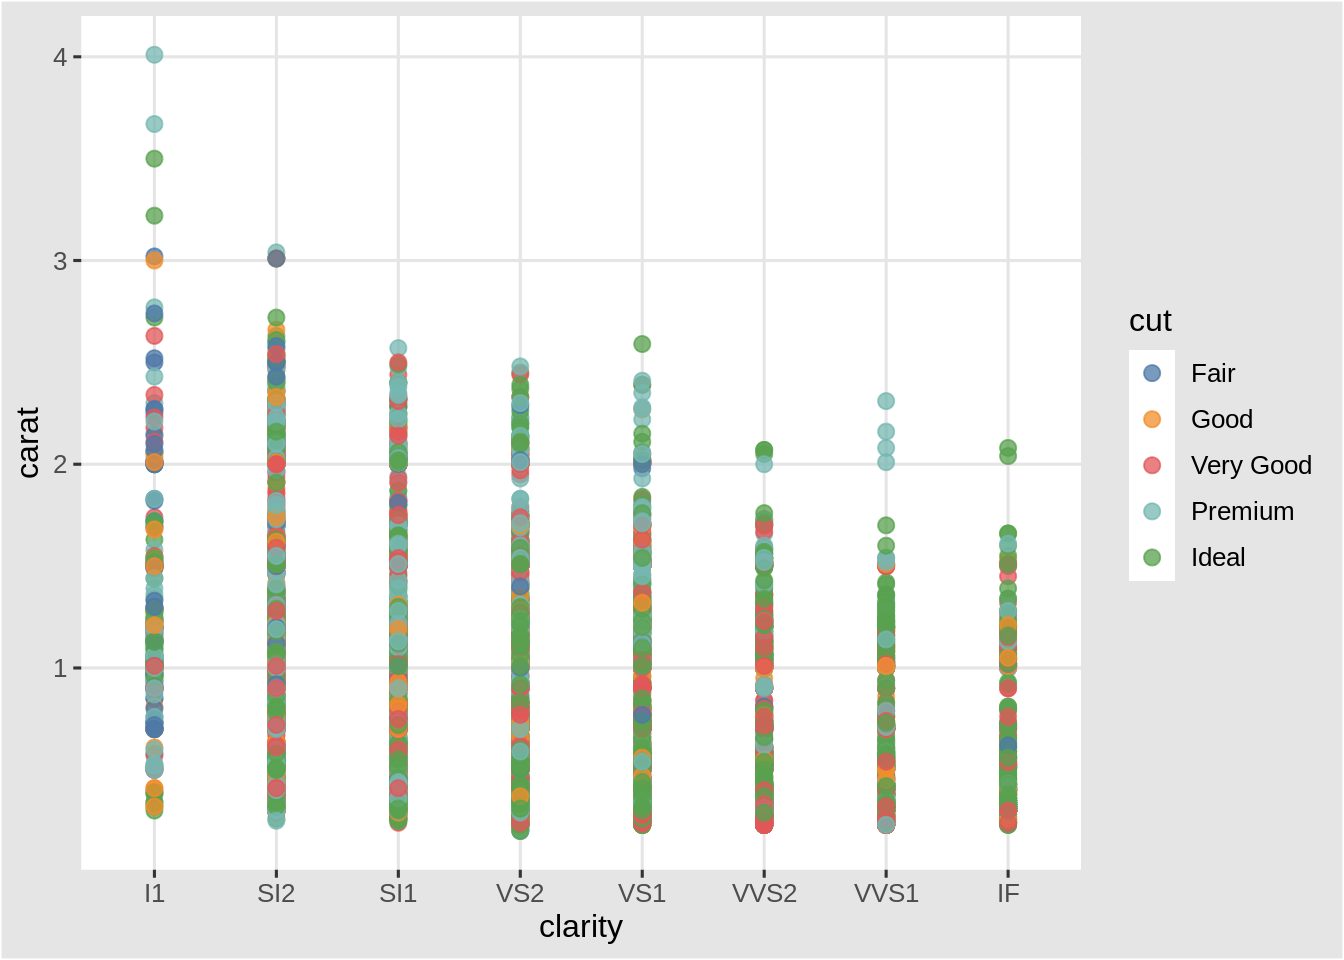 4
3
2
1
carat
I1 SI2 SI1 VS2 VS1 VVS2 VVS1 IF
clarity
cut
Fair
Good
Very Good
Premium
Ideal